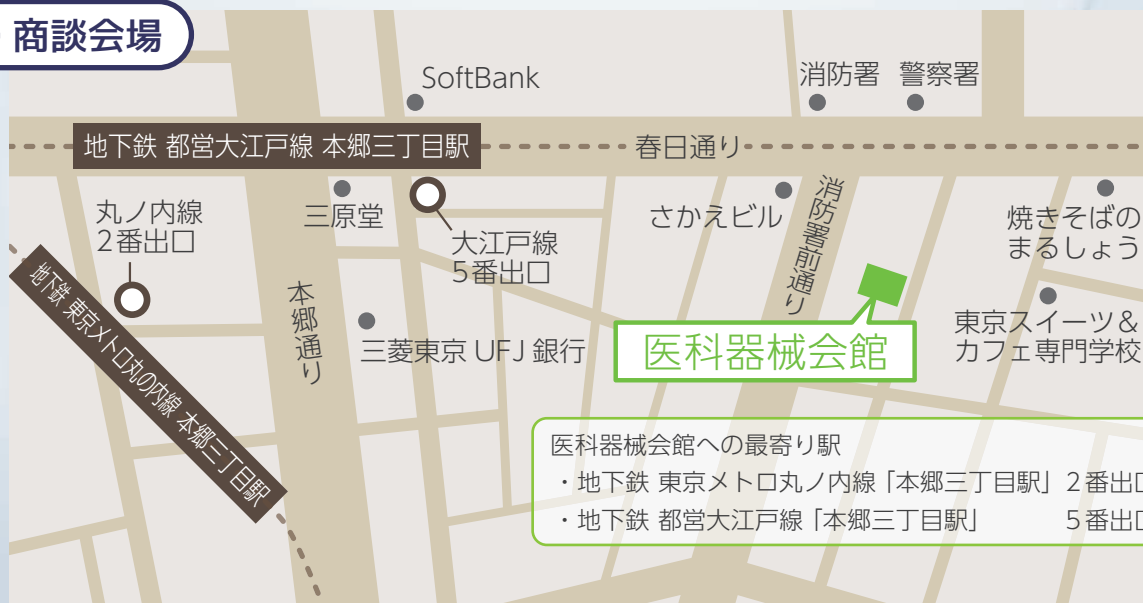 商談会場
SoftBank
消防署
警察署
地下鉄 都営大江戸線 本郷三丁目駅
春日通り
丸ノ内線
2番出口
三原堂
大江戸線
5番出口
さかえビル
消防署前通り
焼きそばの
まるしょう
地下鉄 東京メトロ丸の内線 本郷三丁目駅
本郷通り
三菱東京 UFJ 銀行
医科器械会館
東京スイーツ＆
カフェ専門学校
医科器械会館への最寄り駅
・地下鉄 東京メトロ丸ノ内線「本郷三丁目駅」 2番出口
・地下鉄 都営大江戸線「本郷三丁目駅」 5番出口